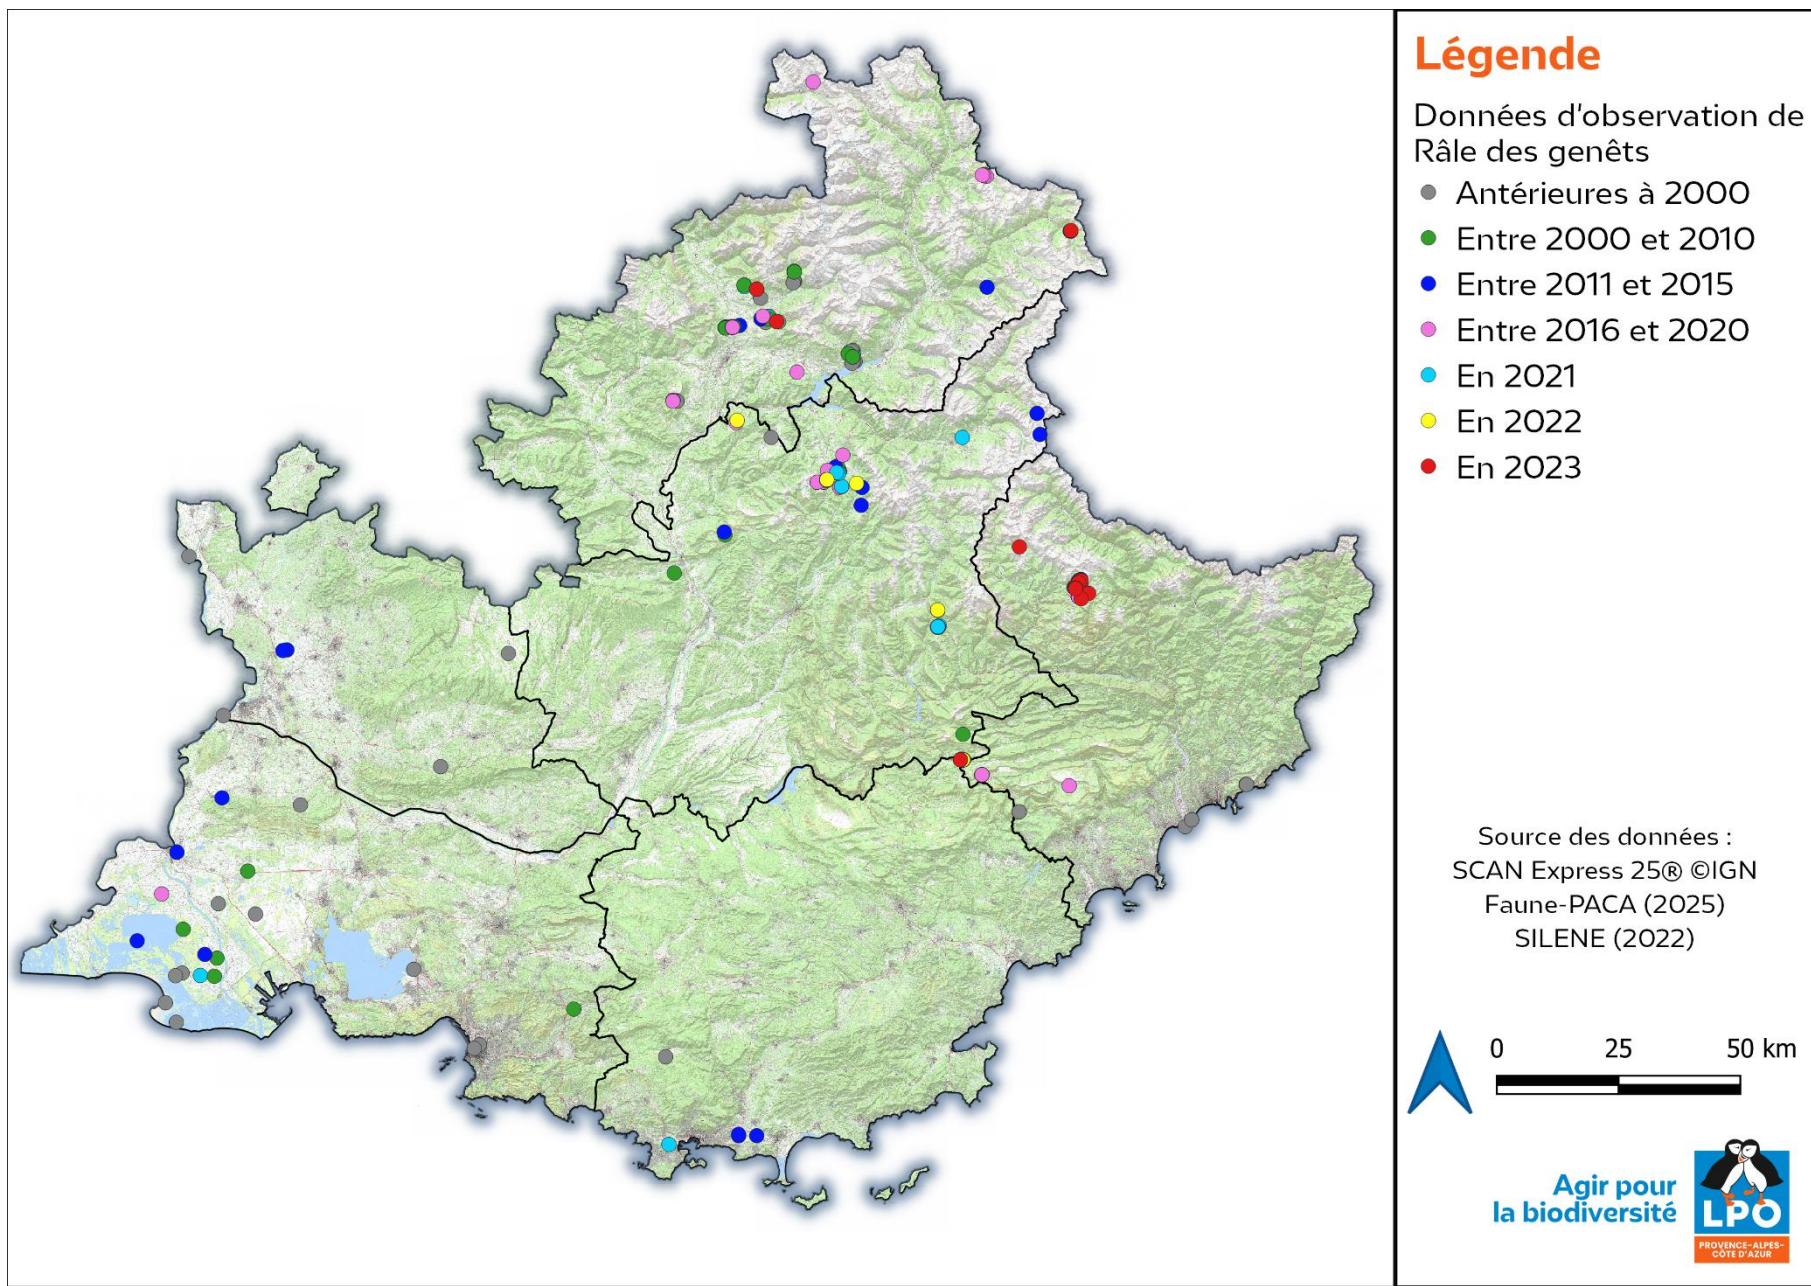 Légende
Données d'observation de
Râle des genêts
Antérieures à 2000
Entre 2000 et 2010
Entre 2011 et 2015
Entre 2016 et 2020
En 2021
En 2022
En 2023
Source des données :
SCAN Express 25® ©IGN
Faune-PACA (2025)
SILENE (2022)
0 25 50 km
Agir pour
la biodiversité
LPO
PROVENCE-ALPES-
CÔTE D'AZUR